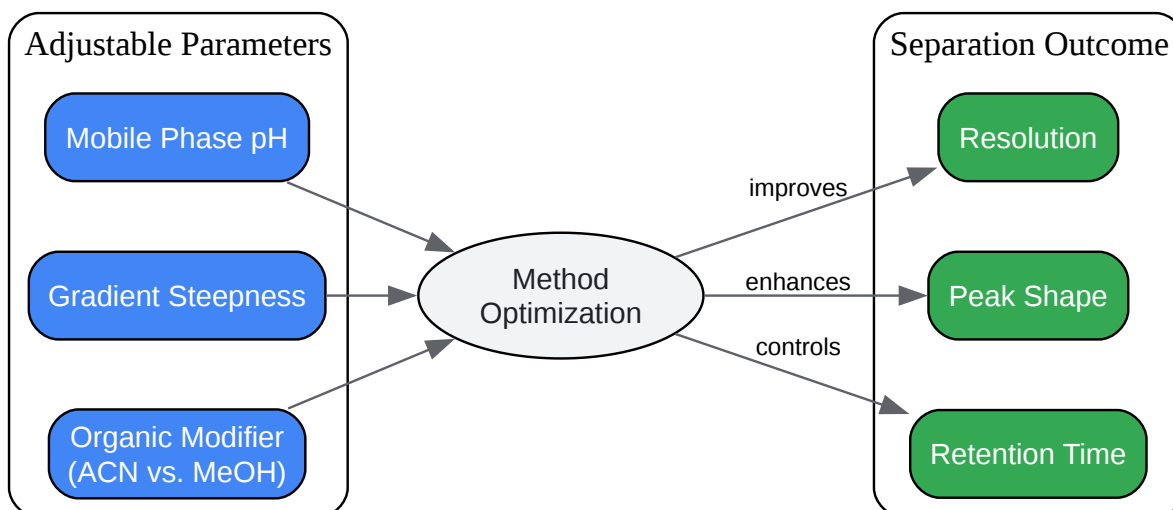 Adjustable Parameters
Mobile Phase pH
Gradient Steepness
Organic Modifier
(ACN vs. MeOH)
Method
Optimization
improves
enhances
controls
Separation Outcome
Resolution
Peak Shape
Retention Time